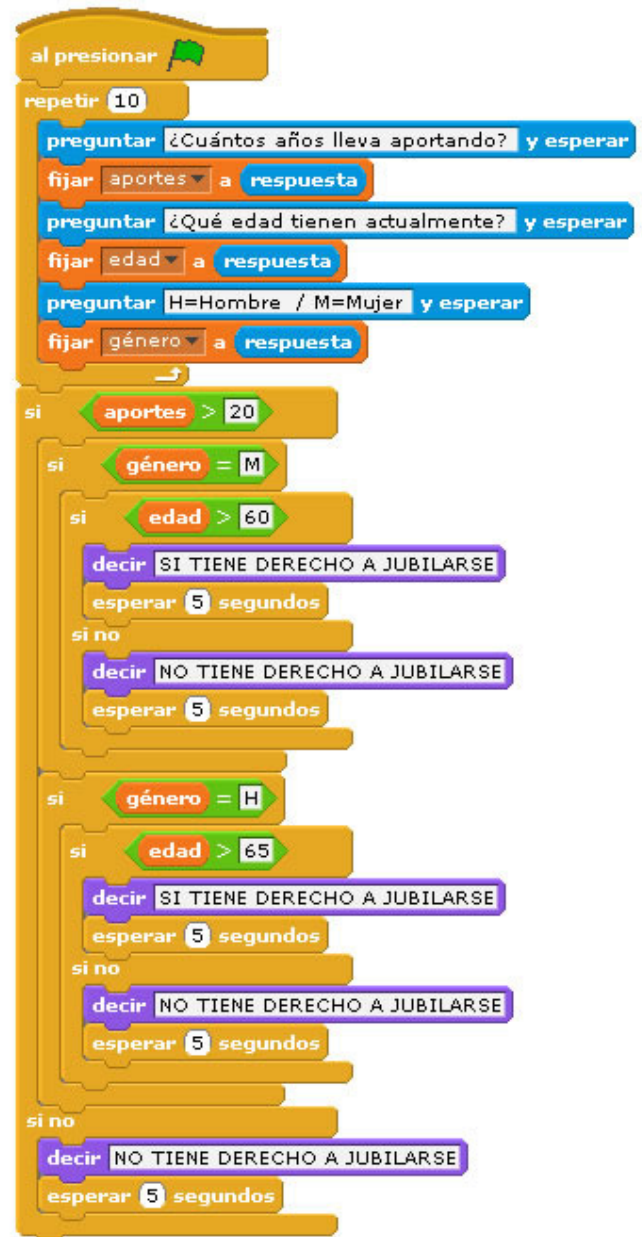 al presionar
repetir 10
preguntar ¿Cuántos años lleva aportando? y esperar
fijar aportes a respuesta
preguntar ¿Qué edad tienen actualmente? y esperar
fijar edad a respuesta
preguntar H=Hombre / M=Mujer y esperar
fijar género a respuesta
si aportes > 20
si género = M
si edad > 60
decir SI TIENE DERECHO A JUBILARSE
esperar 5 segundos
si no
decir NO TIENE DERECHO A JUBILARSE
esperar 5 segundos
si género = H
si edad > 65
decir SI TIENE DERECHO A JUBILARSE
esperar 5 segundos
si no
decir NO TIENE DERECHO A JUBILARSE
esperar 5 segundos
si no
decir NO TIENE DERECHO A JUBILARSE
esperar 5 segundos